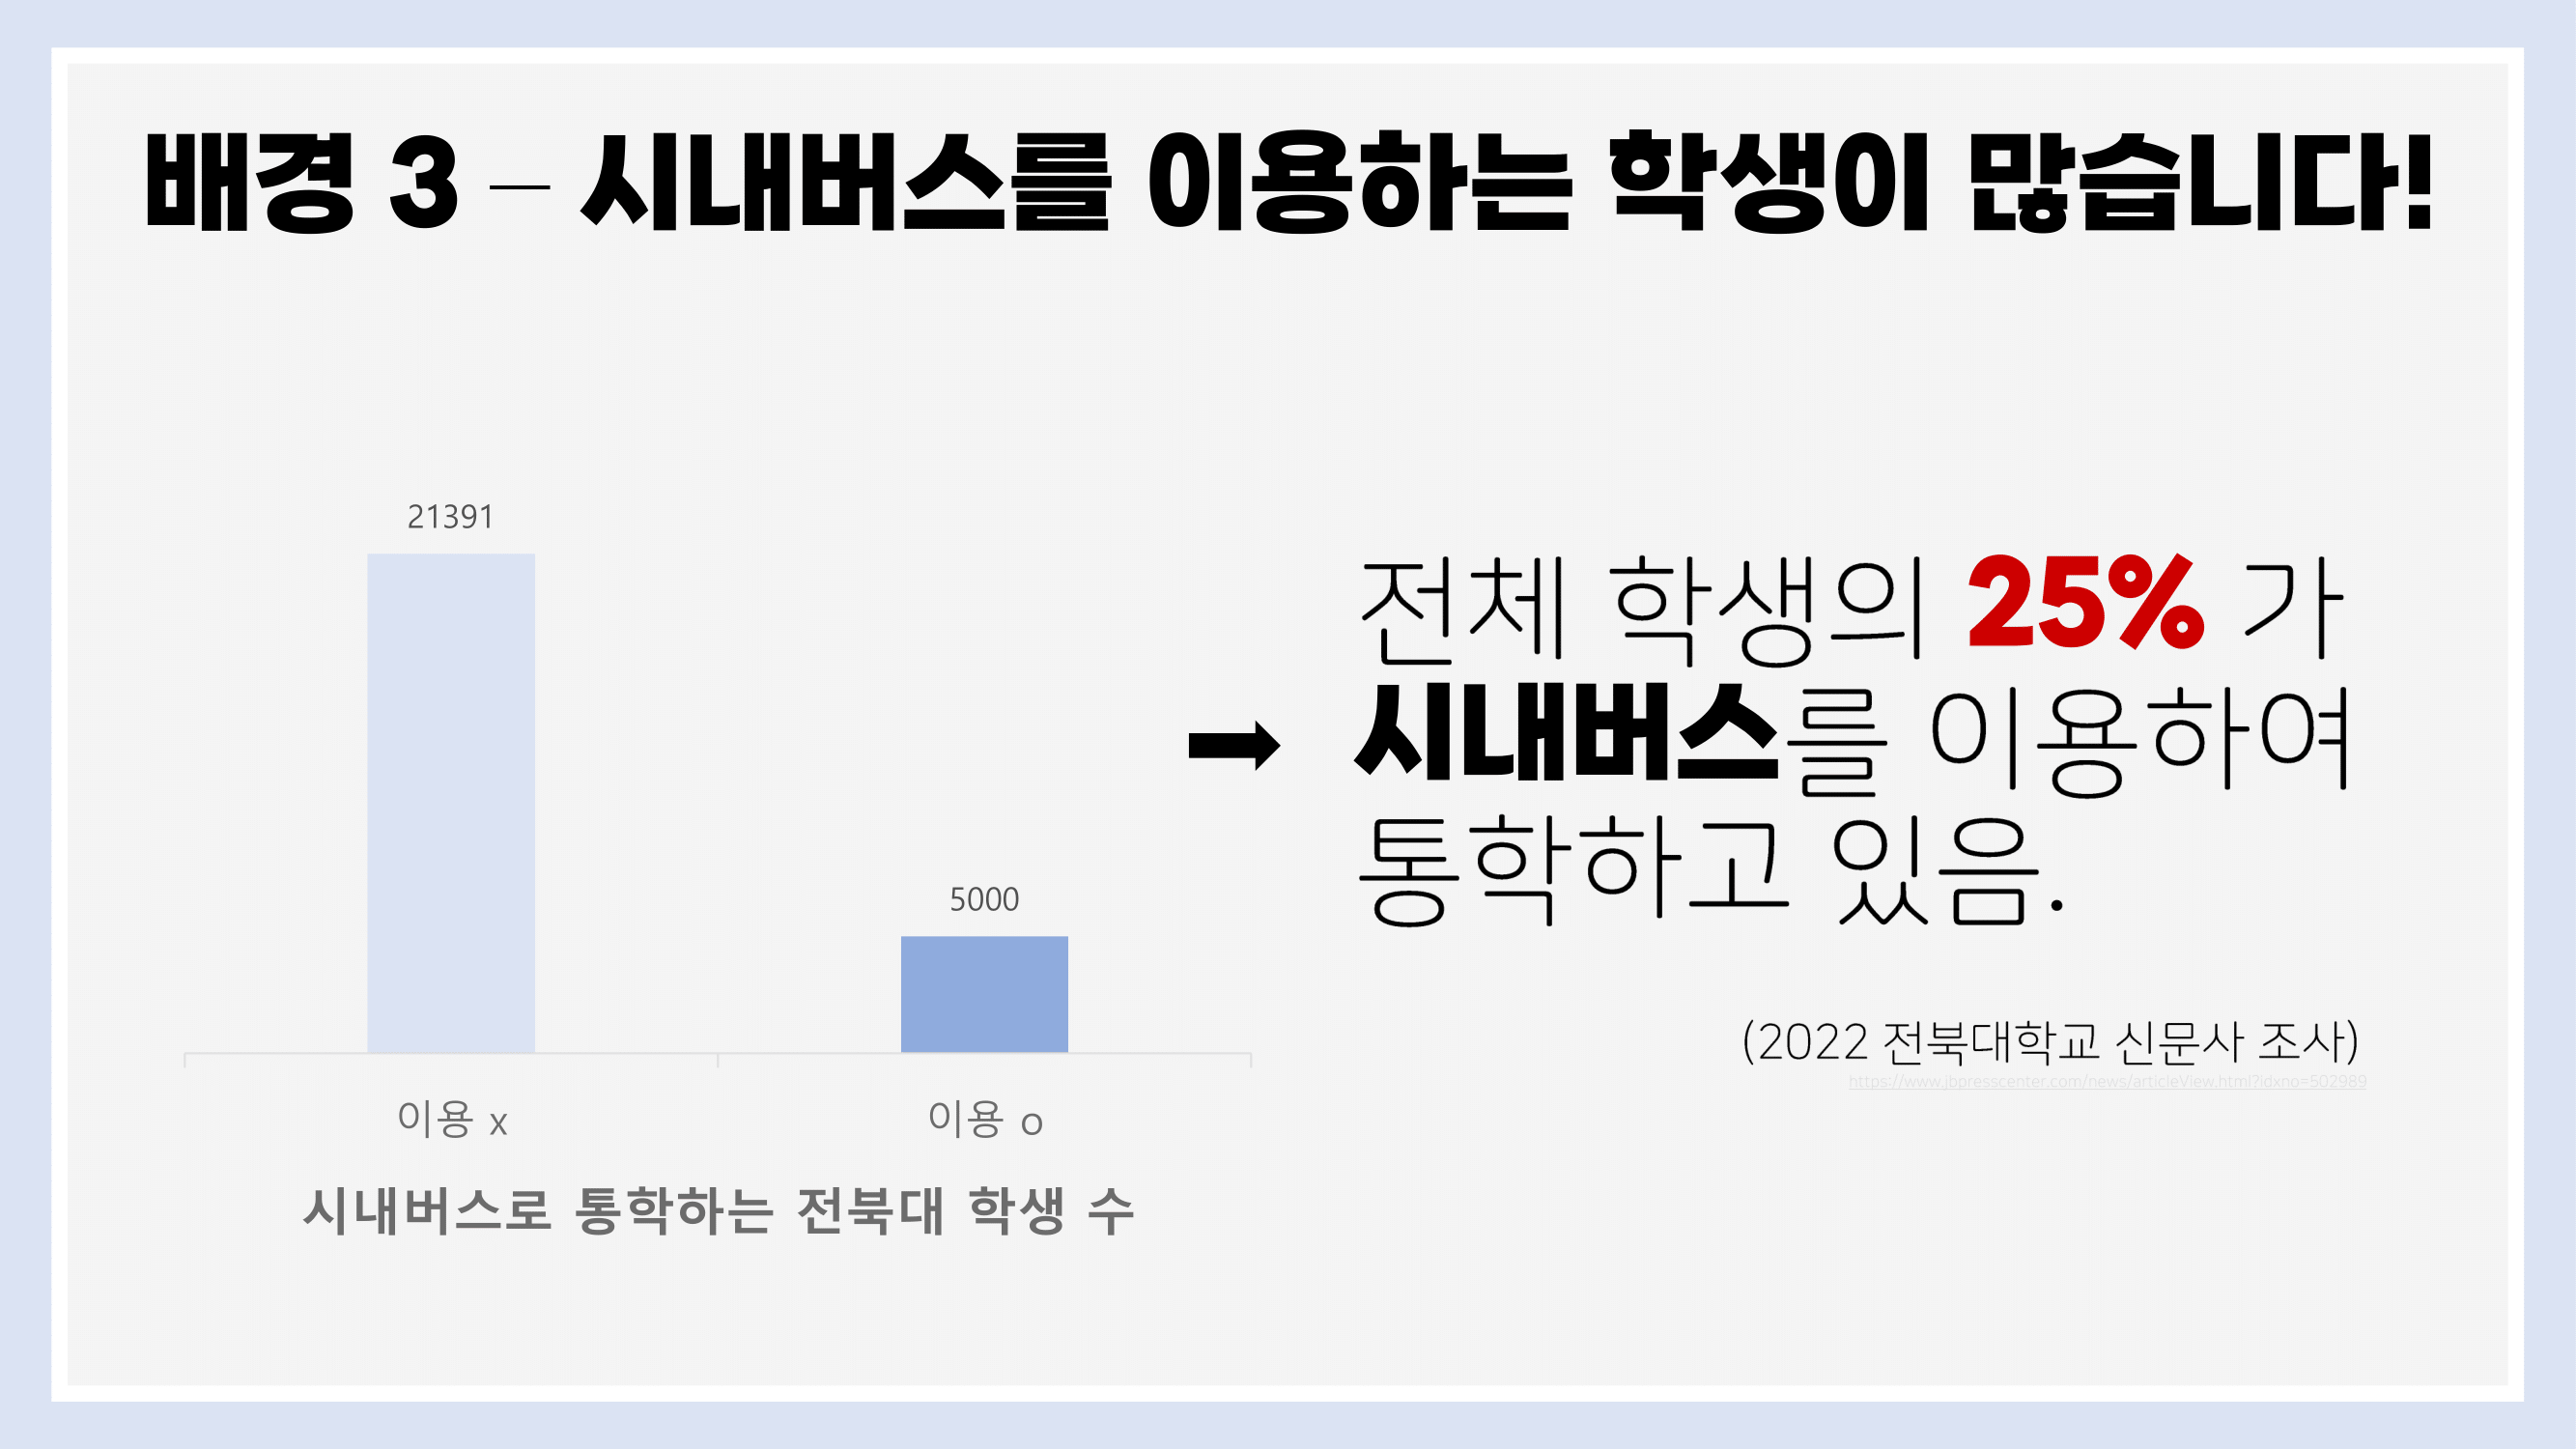 배경 3 – 시내버스를 이용하는 학생이 많습니다!
21391
5000
이용 x
이용 o
시내버스로 통학하는 전북대 학생 수
➡
전체 학생의 25% 가
시내버스를 이용하여
통학하고 있음.
(2022 전북대학교 신문사 조사)
https://www.jbpresscenter.com/news/articleView.html?idxno=502989